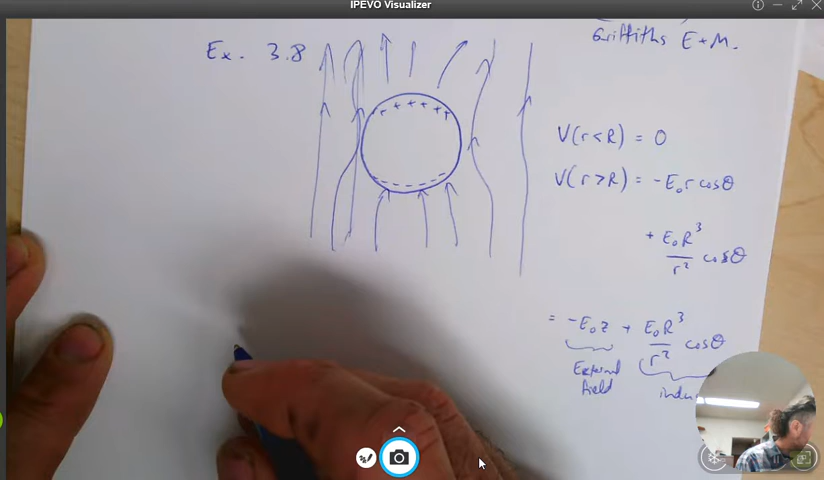 IPEVO Visualizer
Griffiths E+M.
Ex. 3.8
+ + + + + +
- - - - - -
V(r<R) = 0
V(r>R) = -E₀r cosθ
+ E₀R³/r² cosθ
= -E₀z + E₀R³/r² cosθ
External
field